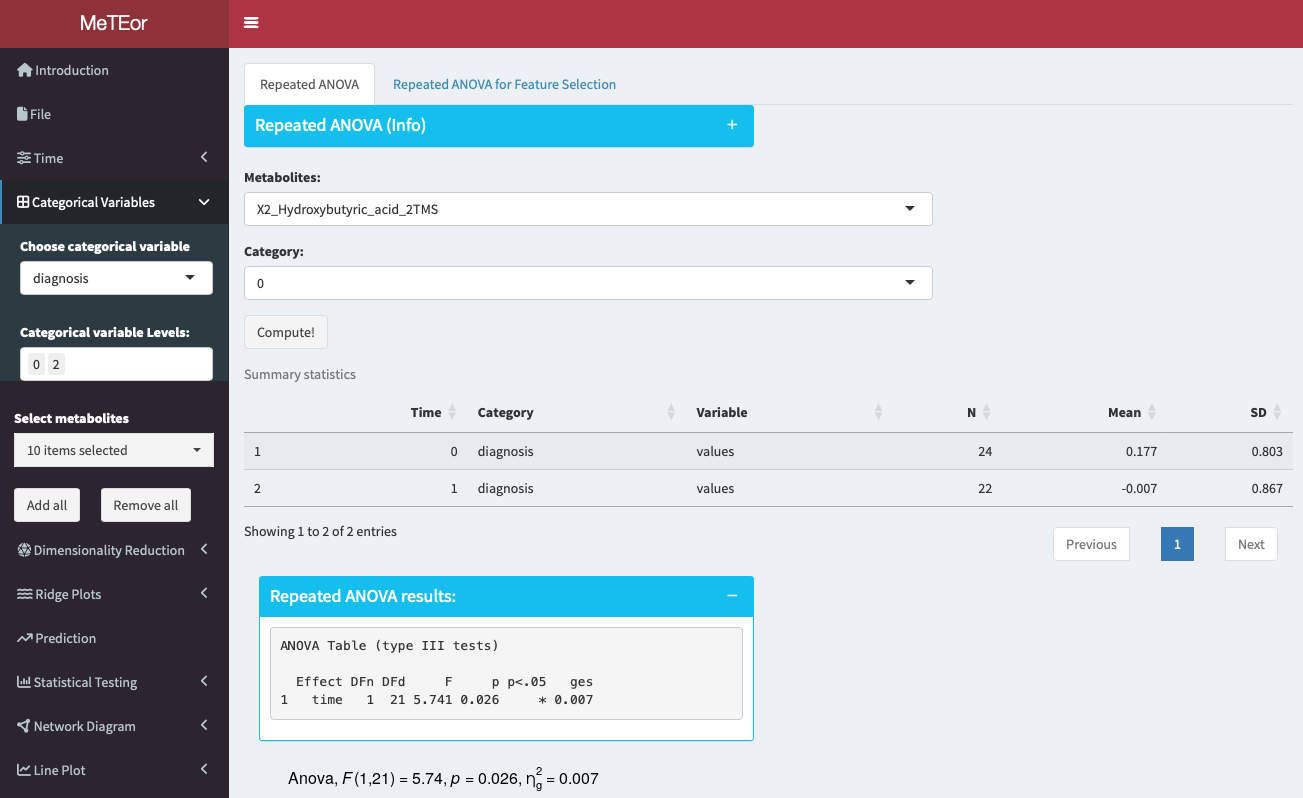 MeTEor
Introduction
File
Time
Categorical Variables
Choose categorical variable
diagnosis
Categorical variable Levels:
0 2
Select metabolites
10 items selected
Add all Remove all
Dimensionality Reduction
Ridge Plots
Prediction
Statistical Testing
Network Diagram
Line Plot
Repeated ANOVA Repeated ANOVA for Feature Selection
Repeated ANOVA (Info) +
Metabolites:
X2_Hydroxybutyric_acid_2TMS
Category:
0
Compute!
Summary statistics
Time Category Variable N Mean SD
1 0 diagnosis values 24 0.177 0.803
2 1 diagnosis values 22 -0.007 0.867
Showing 1 to 2 of 2 entries
Previous 1 Next
Repeated ANOVA results: −
ANOVA Table (type III tests)
Effect DFn DFd F p p<.05 ges
1 time 1 21 5.741 0.026 * 0.007
Anova, F(1,21) = 5.74, p = 0.026, η²g = 0.007